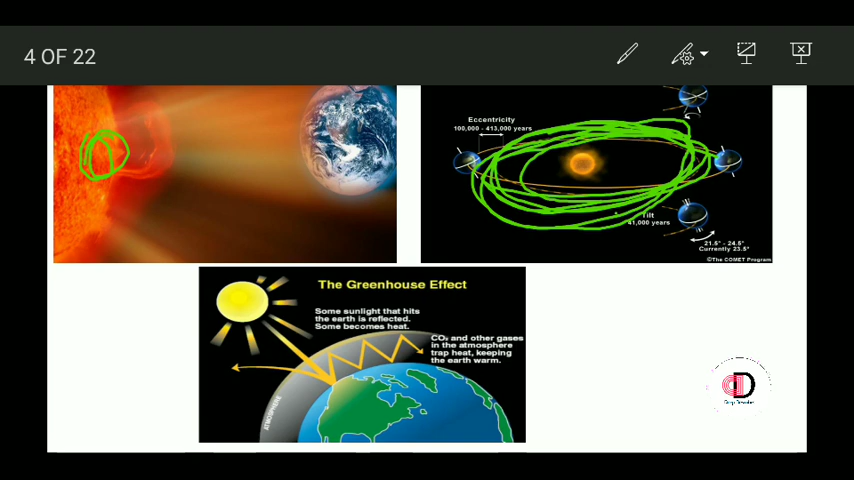 4 OF 22
Eccentricity
100,000 - 413,000 years
Tilt
41,000 years
21.5° - 24.5°
Currently 23.5°
©The COMET Program
The Greenhouse Effect
Some sunlight that hits
the earth is reflected.
Some becomes heat.
CO₂ and other gases
in the atmosphere
trap heat, keeping
the earth warm.
ATMOSPHERE